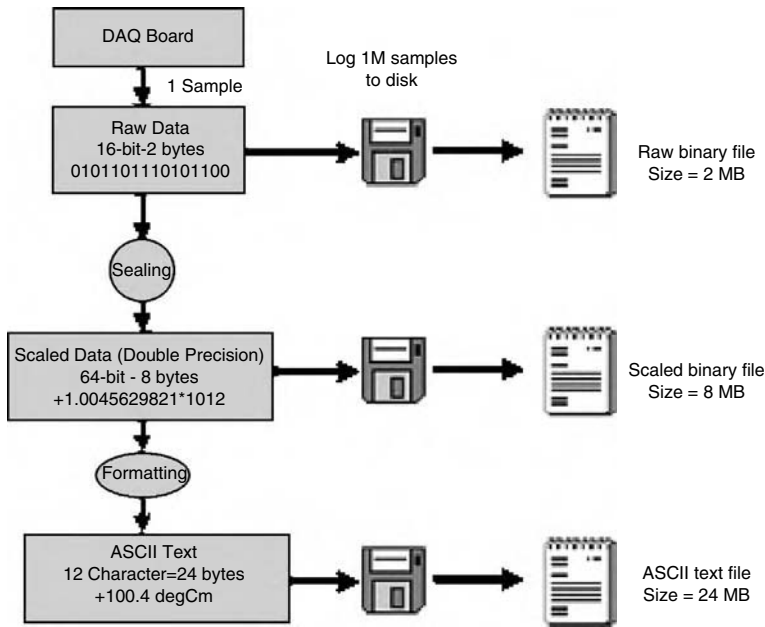 DAQ Board
1 Sample
Log 1M samples
to disk
Raw Data
16-bit-2 bytes
0101101110101100
Raw binary file
Size = 2 MB
Sealing
Scaled Data (Double Precision)
64-bit - 8 bytes
+1.0045629821*1012
Scaled binary file
Size = 8 MB
Formatting
ASCII Text
12 Character=24 bytes
+100.4 degCm
ASCII text file
Size = 24 MB